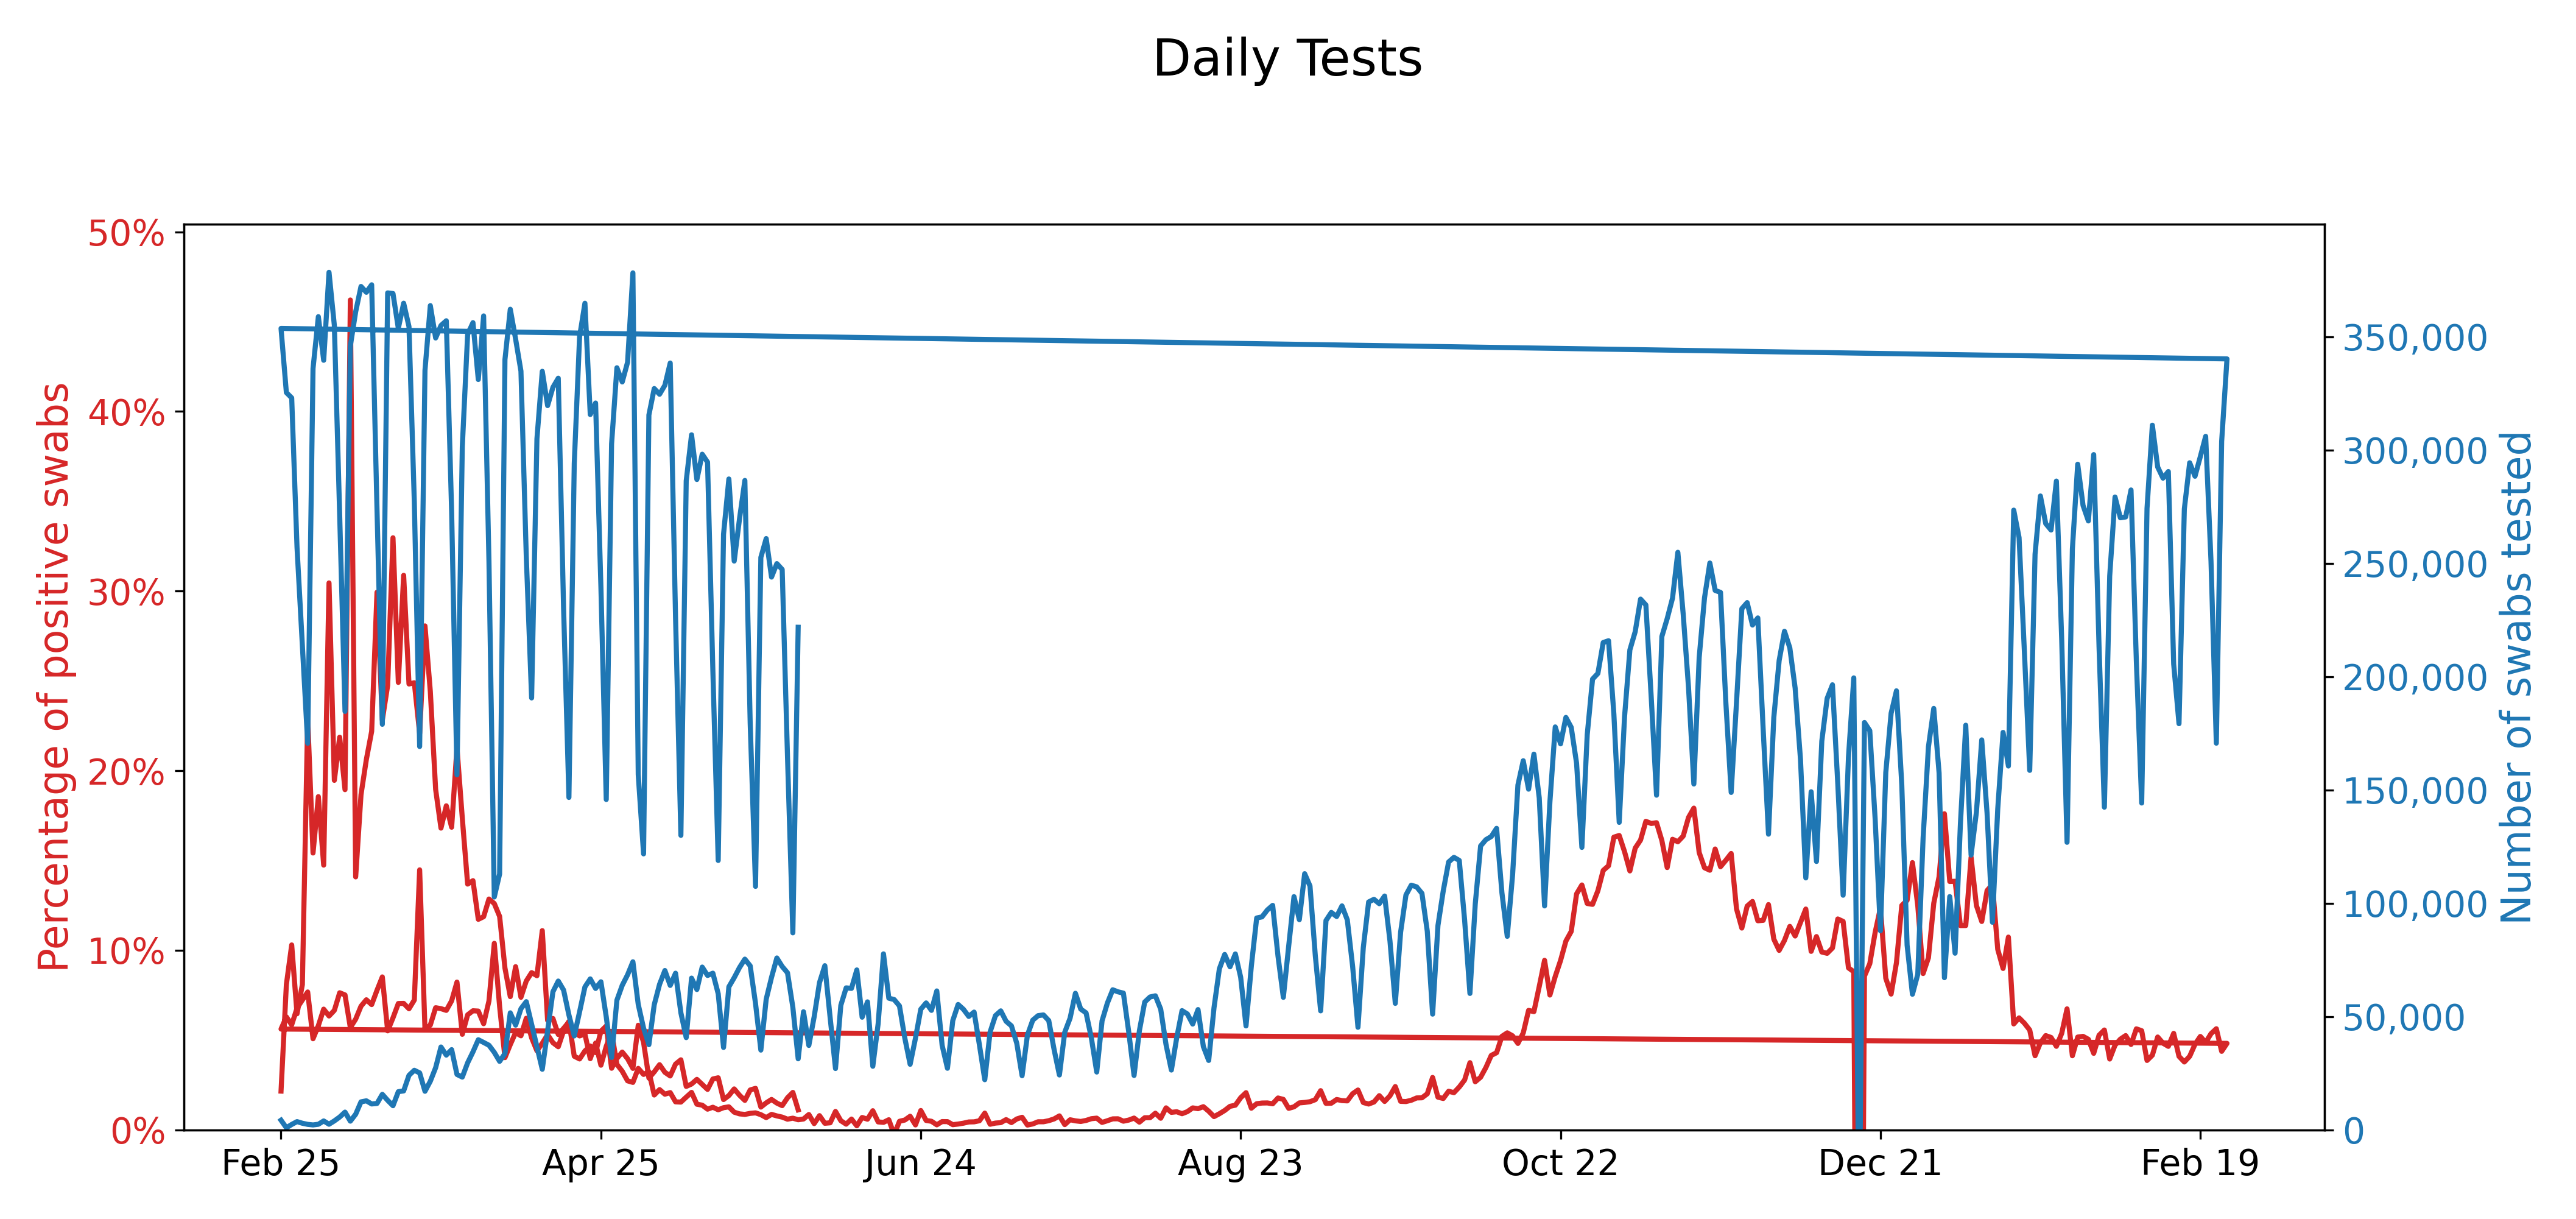 Daily Tests
50%
40%
30%
20%
10%
0%
Percentage of positive swabs
350,000
300,000
250,000
200,000
150,000
100,000
50,000
0
Number of swabs tested
Feb 25
Apr 25
Jun 24
Aug 23
Oct 22
Dec 21
Feb 19